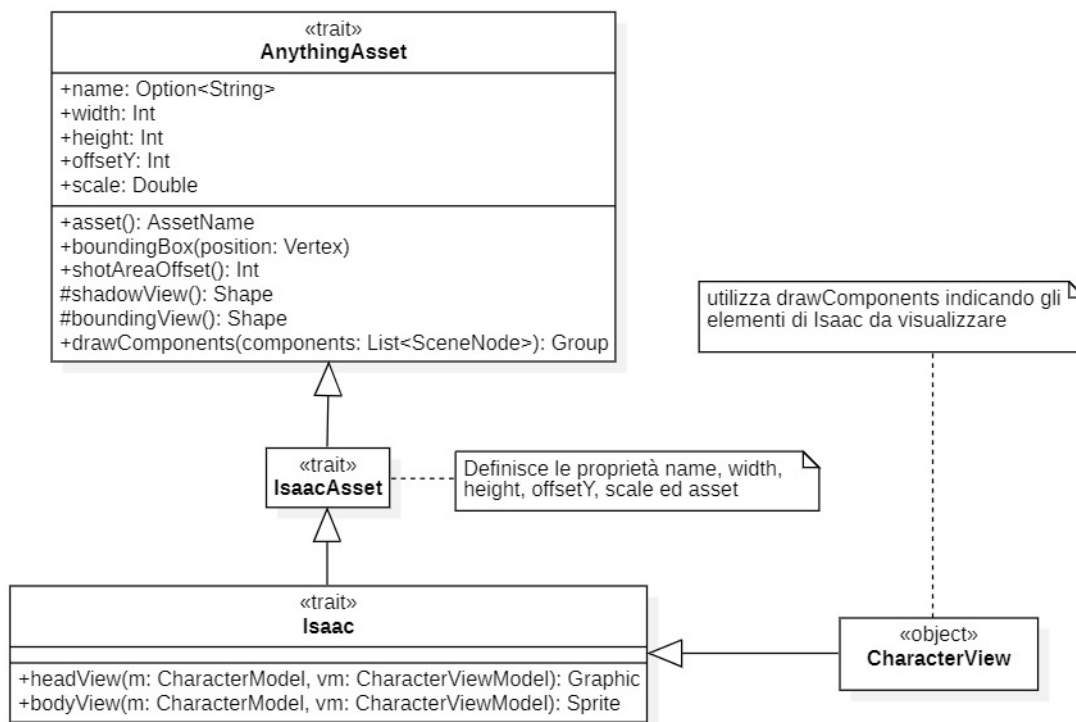 «trait»
AnythingAsset
+name: Option<String>
+width: Int
+height: Int
+offsetY: Int
+scale: Double
+asset(): AssetName
+boundingBox(position: Vertex)
+shotAreaOffset(): Int
#shadowView(): Shape
#boundingView(): Shape
+drawComponents(components: List<SceneNode>): Group
utilizza drawComponents indicando gli
elementi di Isaac da visualizzare
«trait»
IsaacAsset
Definisce le proprietà name, width,
height, offsetY, scale ed asset
«trait»
Isaac
+headView(m: CharacterModel, vm: CharacterViewModel): Graphic
+bodyView(m: CharacterModel, vm: CharacterViewModel): Sprite
«object»
CharacterView